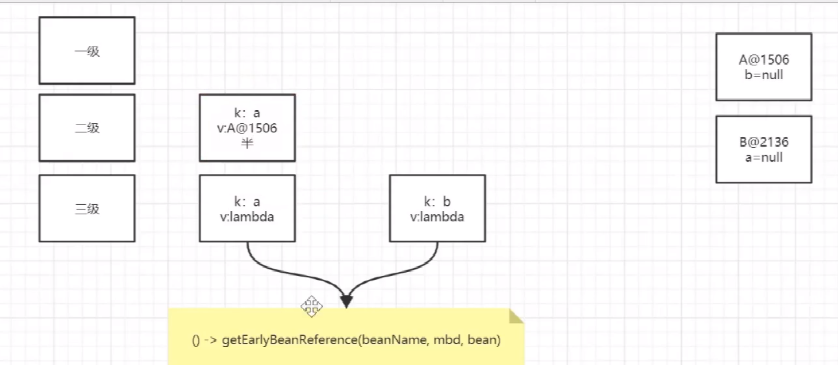 一级
A@1506
b=null
二级
k: a
v:A@1506
半
B@2136
a=null
三级
k: a
v:lambda
k: b
v:lambda
() -> getEarlyBeanReference(beanName, mbd, bean)